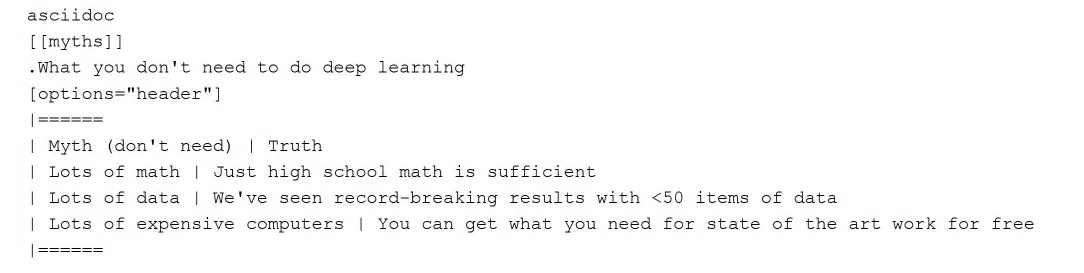 asciidoc
[[myths]]
.What you don't need to do deep learning
[options="header"]
|======
| Myth (don't need) | Truth
| Lots of math | Just high school math is sufficient
| Lots of data | We've seen record-breaking results with <50 items of data
| Lots of expensive computers | You can get what you need for state of the art work for free
|======